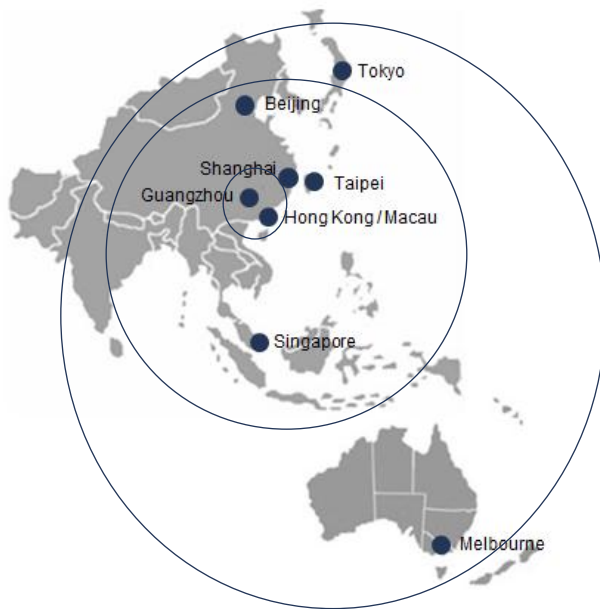 Tokyo
Beijing
Shanghai
Taipei
Guangzhou
Hong Kong / Macau
Singapore
Melbourne